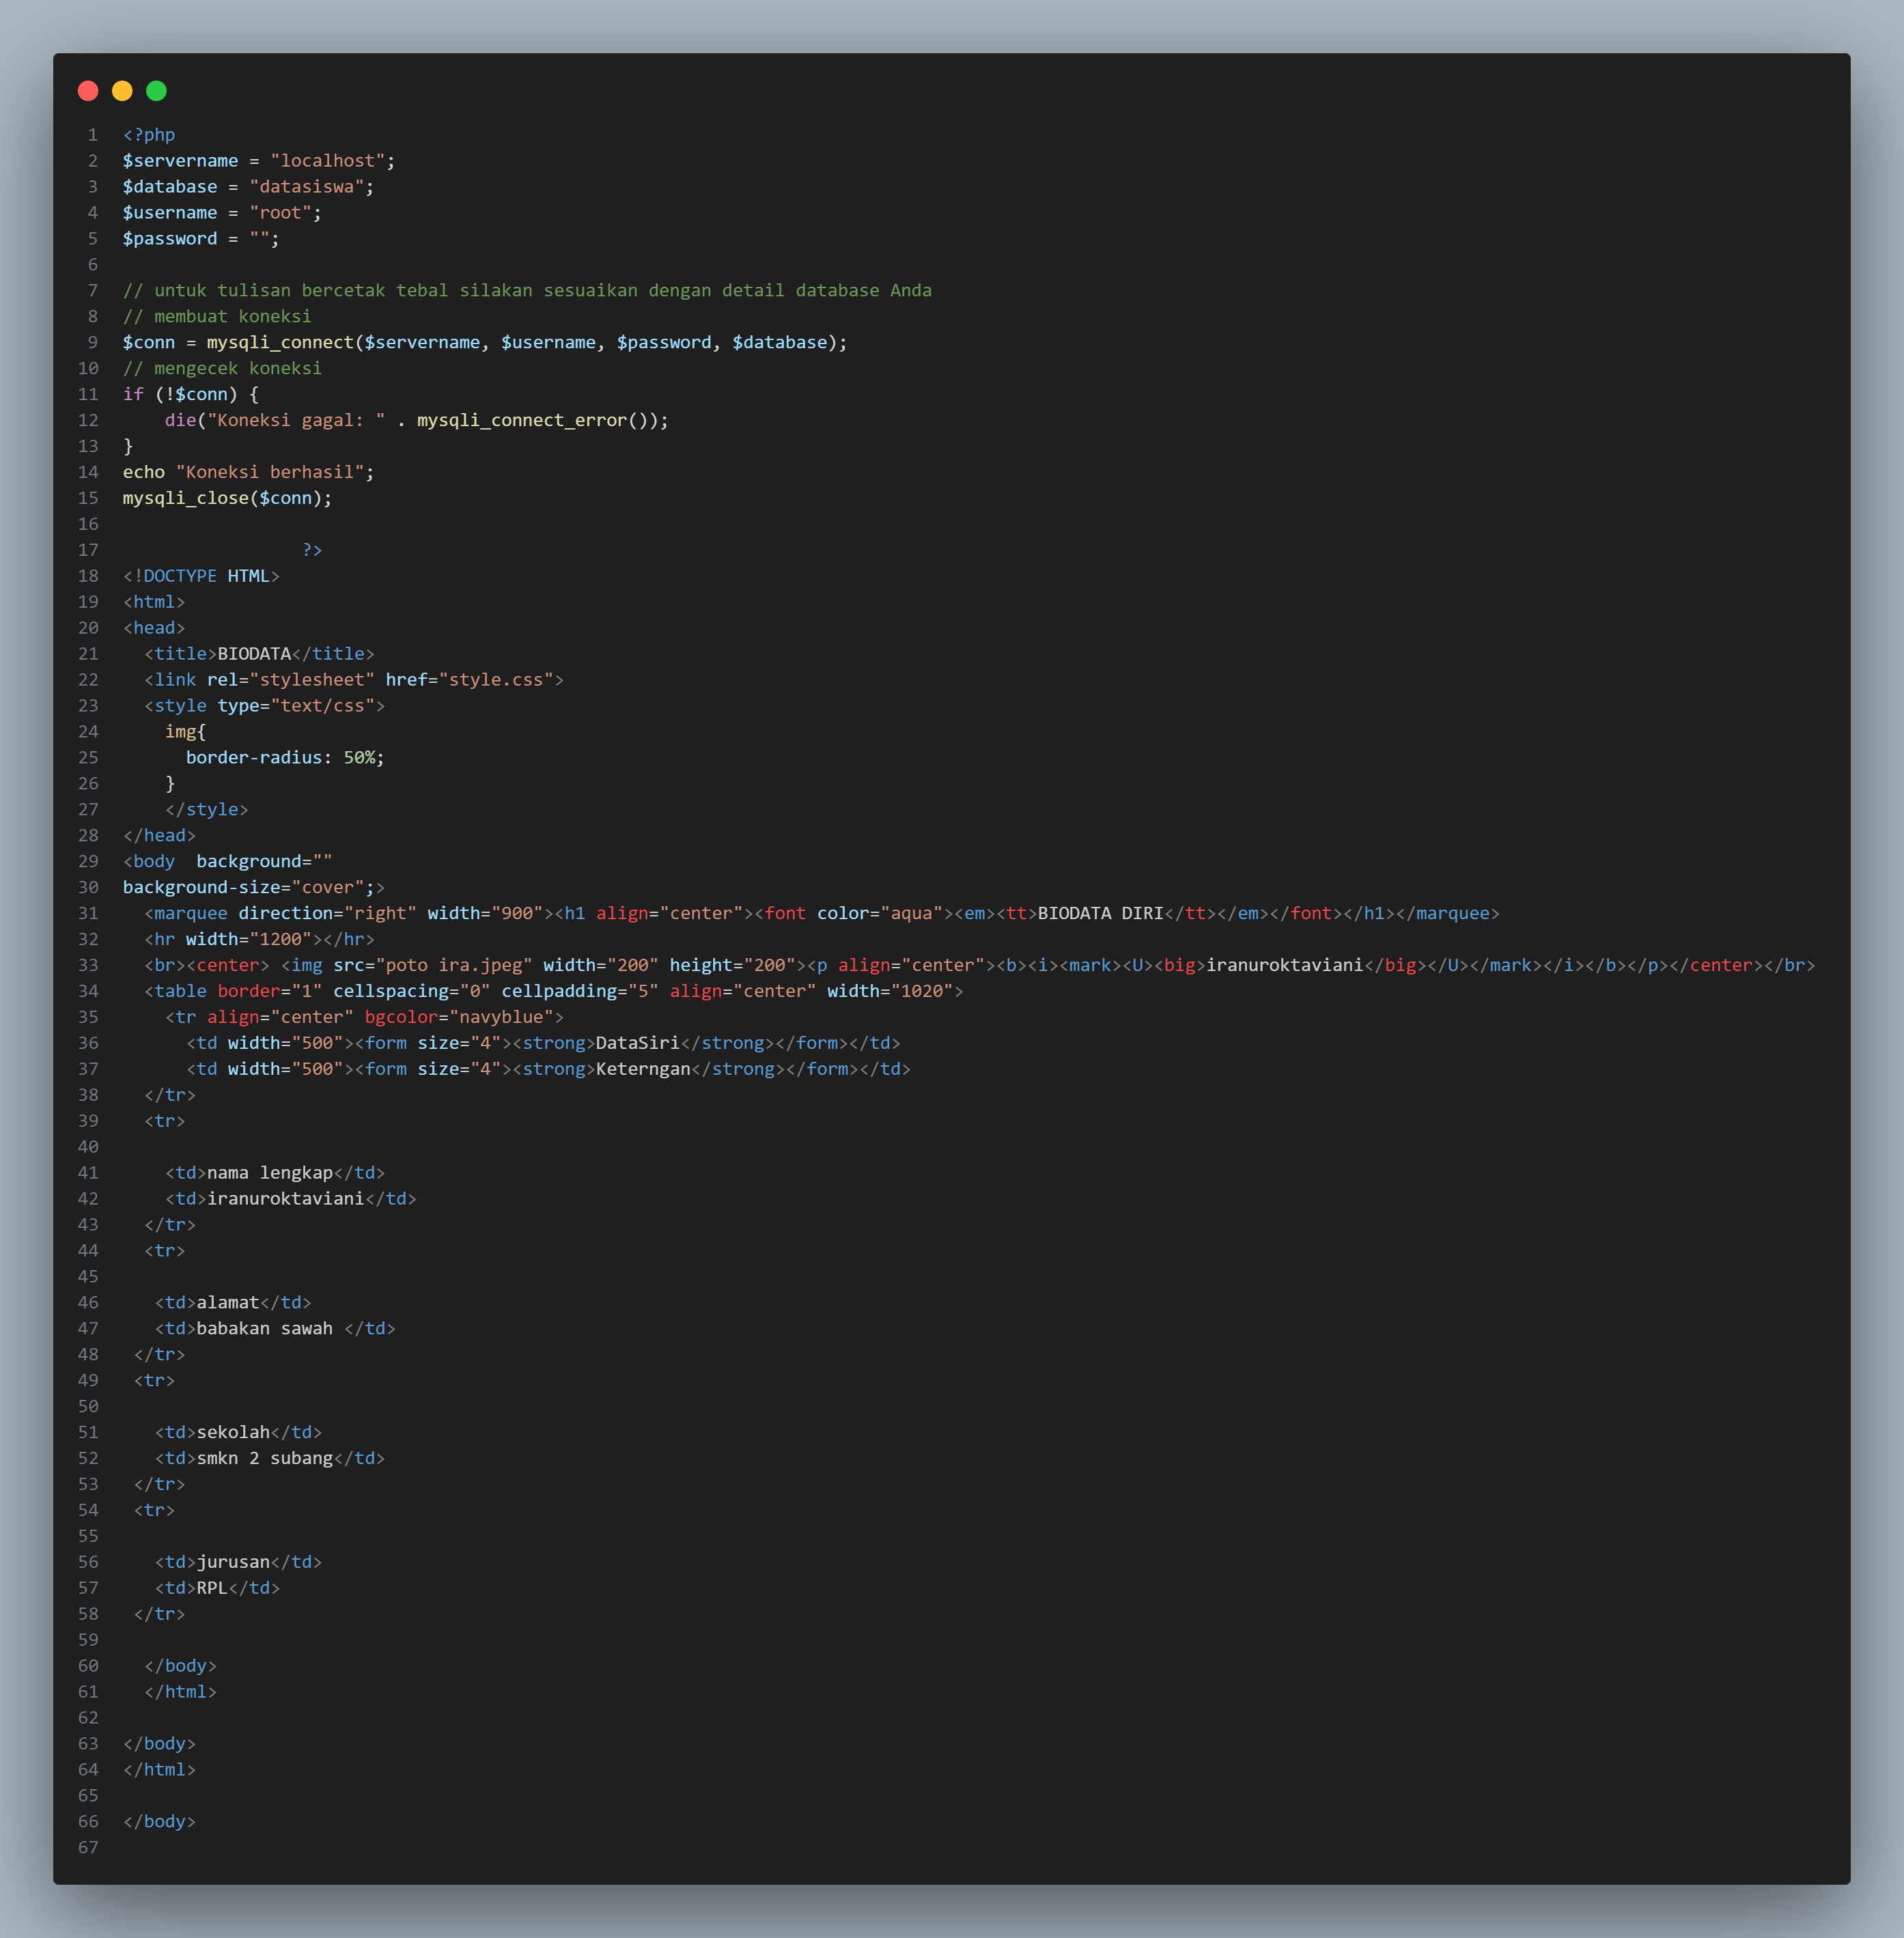 1 <?php
2 $servername = "localhost";
3 $database = "datasiswa";
4 $username = "root";
5 $password = "";
6
7 // untuk tulisan bercetak tebal silakan sesuaikan dengan detail database Anda
8 // membuat koneksi
9 $conn = mysqli_connect($servername, $username, $password, $database);
10 // mengecek koneksi
11 if (!$conn) {
12     die("Koneksi gagal: " . mysqli_connect_error());
13 }
14 echo "Koneksi berhasil";
15 mysqli_close($conn);
16
17                  ?>
18 <!DOCTYPE HTML>
19 <html>
20 <head>
21   <title>BIODATA</title>
22   <link rel="stylesheet" href="style.css">
23   <style type="text/css">
24     img{
25       border-radius: 50%;
26     }
27     </style>
28 </head>
29 <body  background=""
30 background-size="cover";>
31   <marquee direction="right" width="900"><h1 align="center"><font color="aqua"><em><tt>BIODATA DIRI</tt></em></font></h1></marquee>
32   <hr width="1200"></hr>
33   <br><center> <img src="poto ira.jpeg" width="200" height="200"><p align="center"><b><i><mark><U><big>iranuroktaviani</big></U></mark></i></b></p></center></br>
34   <table border="1" cellspacing="0" cellpadding="5" align="center" width="1020">
35     <tr align="center" bgcolor="navyblue">
36       <td width="500"><form size="4"><strong>DataSiri</strong></form></td>
37       <td width="500"><form size="4"><strong>Keterngan</strong></form></td>
38   </tr>
39   <tr>
40
41     <td>nama lengkap</td>
42     <td>iranuroktaviani</td>
43   </tr>
44   <tr>
45
46    <td>alamat</td>
47    <td>babakan sawah </td>
48  </tr>
49  <tr>
50
51    <td>sekolah</td>
52    <td>smkn 2 subang</td>
53  </tr>
54  <tr>
55
56    <td>jurusan</td>
57    <td>RPL</td>
58  </tr>
59
60   </body>
61   </html>
62
63 </body>
64 </html>
65
66 </body>
67